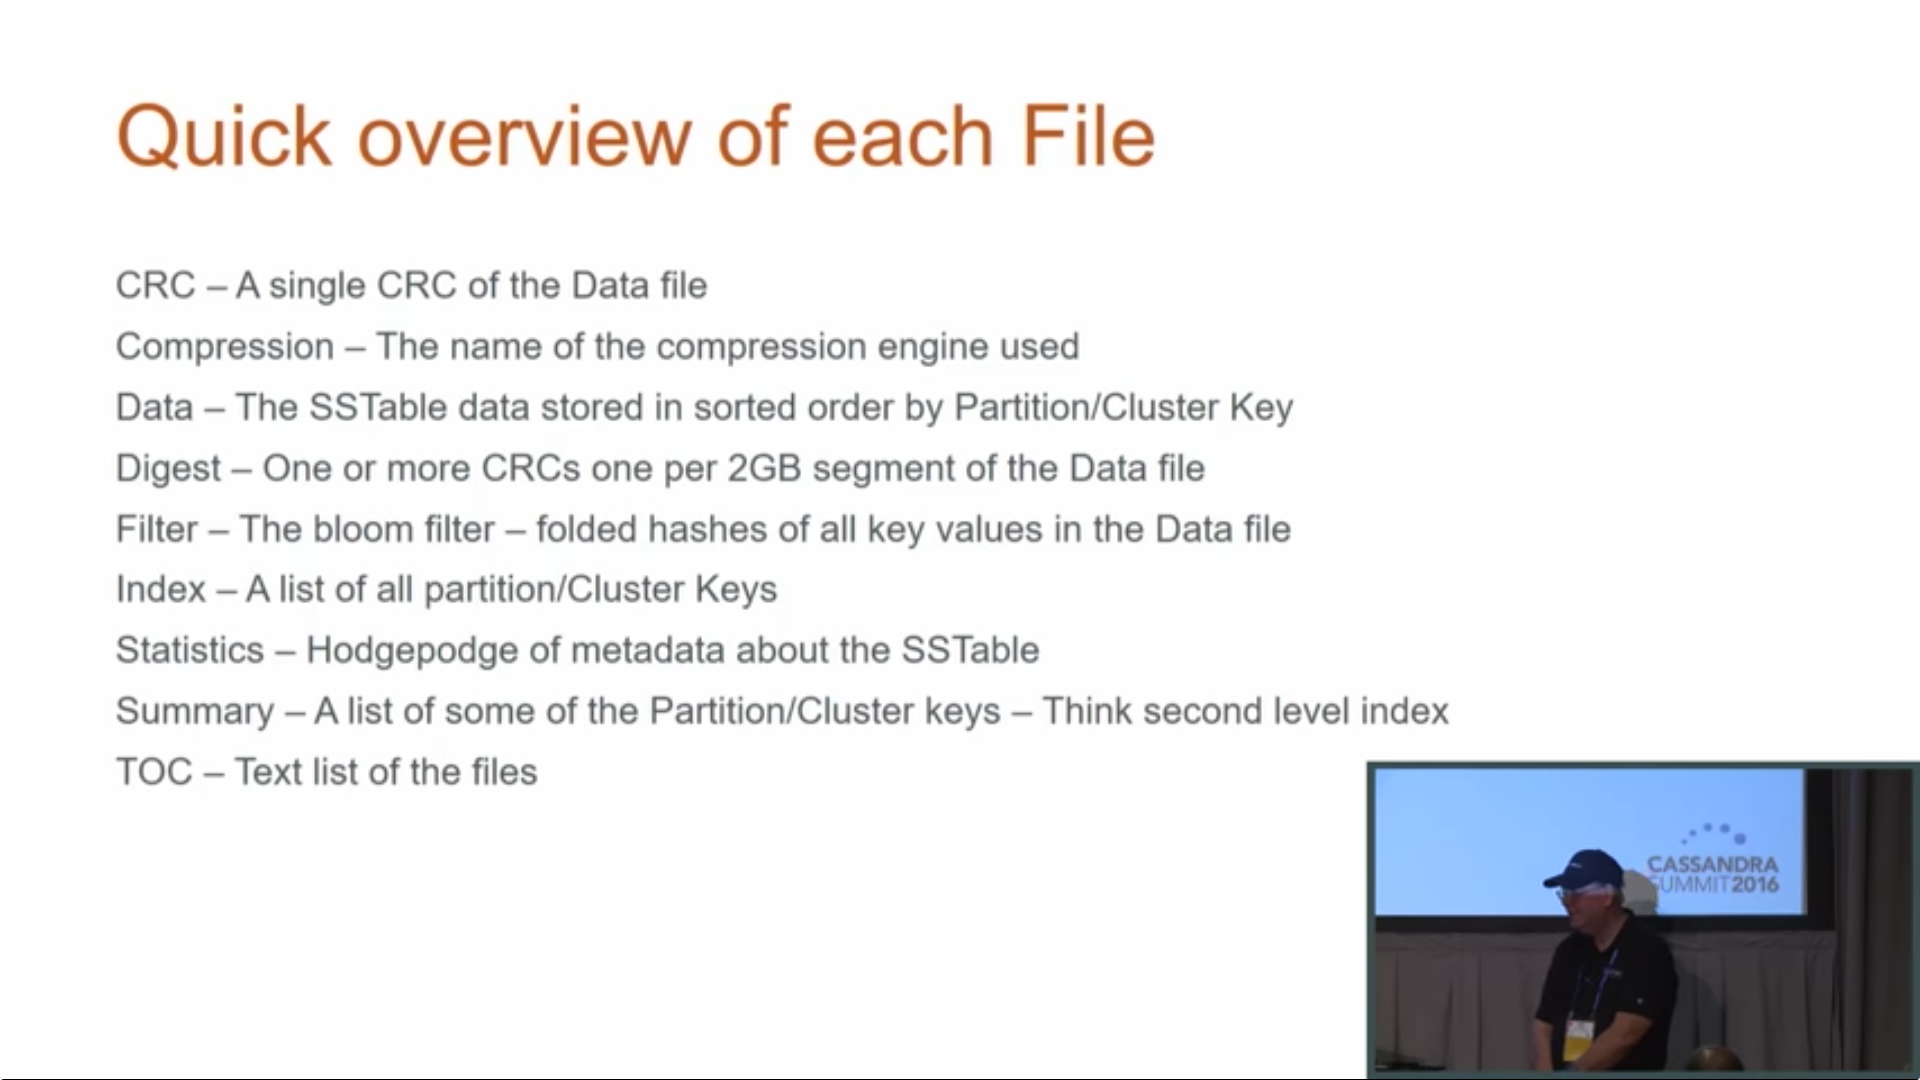 Quick overview of each File
CRC – A single CRC of the Data file
Compression – The name of the compression engine used
Data – The SSTable data stored in sorted order by Partition/Cluster Key
Digest – One or more CRCs one per 2GB segment of the Data file
Filter – The bloom filter – folded hashes of all key values in the Data file
Index – A list of all partition/Cluster Keys
Statistics – Hodgepodge of metadata about the SSTable
Summary – A list of some of the Partition/Cluster keys – Think second level index
TOC – Text list of the files
CASSANDRA
SUMMIT2016